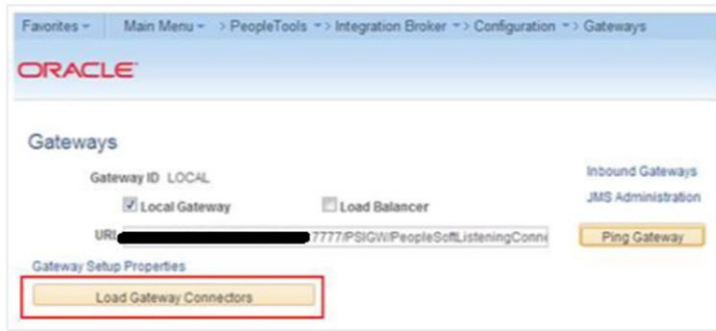 Favorites Main Menu > PeopleTools > Integration Broker > Configuration > Gateways
ORACLE
Gateways
Gateway ID LOCAL
Inbound Gateways
Local Gateway Load Balancer
JMS Administration
URL 7777/PSIGW/PeopleSoftListeningConne
Ping Gateway
Gateway Setup Properties
Load Gateway Connectors